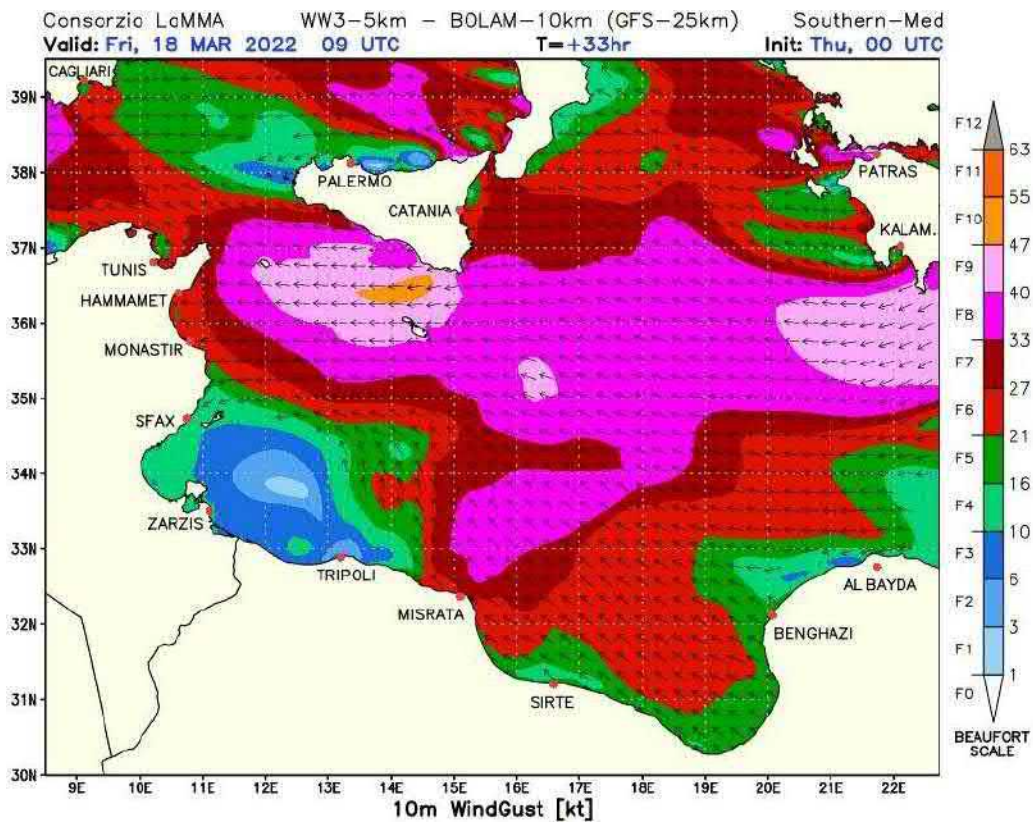 Consorzio LaMMA WW3-5km - BOLAM-10km (GFS-25km) Southern-Med
Valid: Fri, 18 MAR 2022 09 UTC T=+33hr Init: Thu, 00 UTC
CAGLIARI
39N
38N
37N
36N
35N
34N
33N
32N
31N
30N
PALERMO
CATANIA
PATRAS
KALAM.
TUNIS
HAMMAMET
MONASTIR
SFAX
ZARZIS
TRIPOLI
MISRATA
SIRTE
BENGHAZI
ALBAYDA
9E 10E 11E 12E 13E 14E 15E 16E 17E 18E 19E 20E 21E 22E
10m WindGust [kt]
F12
63
F11
55
F10
47
F9
40
F8
33
F7
27
F6
21
F5
16
F4
10
F3
6
F2
3
F1
1
F0
BEAUFORT
SCALE